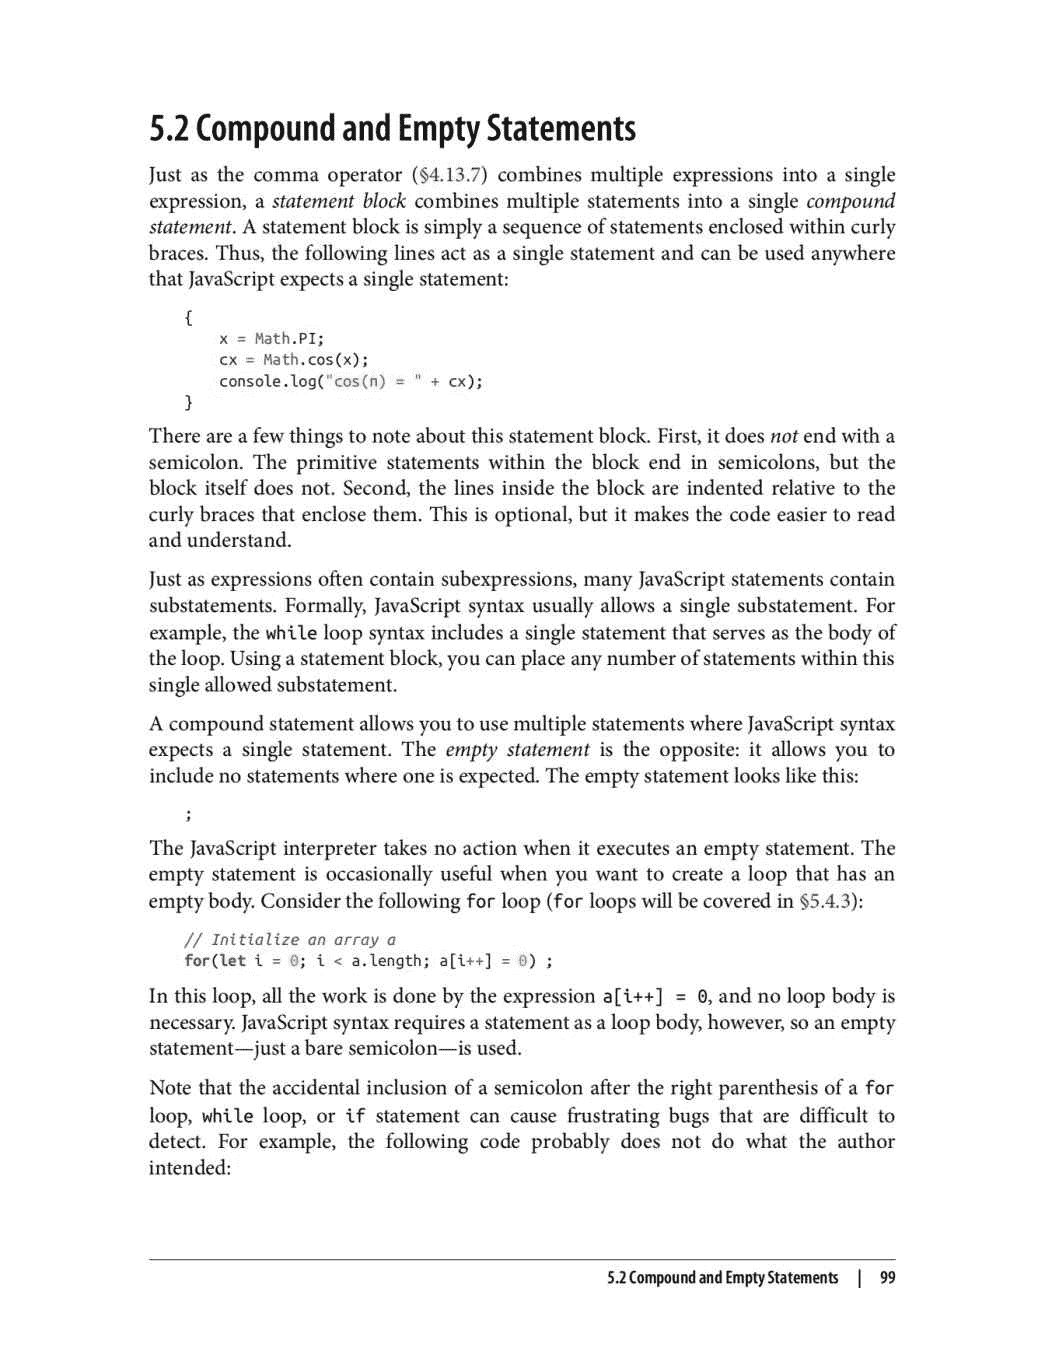 5.2 Compound and Empty Statements
Just as the comma operator (§4.13.7) combines multiple expressions into a single
expression, a statement block combines multiple statements into a single compound
statement. A statement block is simply a sequence of statements enclosed within curly
braces. Thus, the following lines act as a single statement and can be used anywhere
that JavaScript expects a single statement:
{
    x = Math.PI;
    cx = Math.cos(x);
    console.log("cos(π) = " + cx);
}
There are a few things to note about this statement block. First, it does not end with a
semicolon. The primitive statements within the block end in semicolons, but the
block itself does not. Second, the lines inside the block are indented relative to the
curly braces that enclose them. This is optional, but it makes the code easier to read
and understand.
Just as expressions often contain subexpressions, many JavaScript statements contain
substatements. Formally, JavaScript syntax usually allows a single substatement. For
example, the while loop syntax includes a single statement that serves as the body of
the loop. Using a statement block, you can place any number of statements within this
single allowed substatement.
A compound statement allows you to use multiple statements where JavaScript syntax
expects a single statement. The empty statement is the opposite: it allows you to
include no statements where one is expected. The empty statement looks like this:
;
The JavaScript interpreter takes no action when it executes an empty statement. The
empty statement is occasionally useful when you want to create a loop that has an
empty body. Consider the following for loop (for loops will be covered in §5.4.3):
// Initialize an array a
for(let i = 0; i < a.length; a[i++] = 0) ;
In this loop, all the work is done by the expression a[i++] = 0, and no loop body is
necessary. JavaScript syntax requires a statement as a loop body, however, so an empty
statement—just a bare semicolon—is used.
Note that the accidental inclusion of a semicolon after the right parenthesis of a for
loop, while loop, or if statement can cause frustrating bugs that are difficult to
detect. For example, the following code probably does not do what the author
intended:
5.2 Compound and Empty Statements | 99